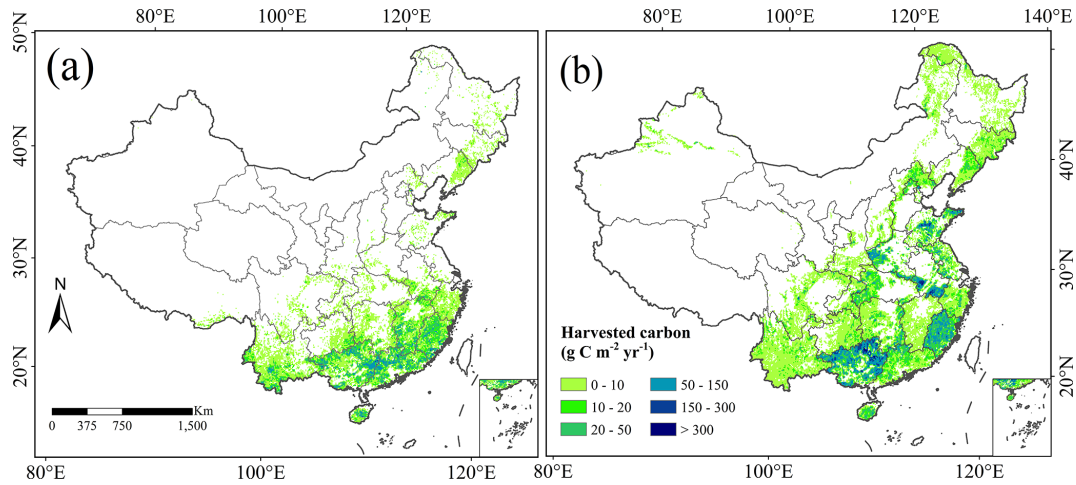 100°E 120°E 100°E 120°E 140°E
50°N
(a) (b)
40°N 40°N
30°N 30°N
N
20°N 20°N
Harvested carbon
(g C m⁻² yr⁻¹)
0 - 10 50 - 150
10 - 20 150 - 300
20 - 50 > 300
Km
0 375 750 1,500
80°E 100°E 120°E 80°E 100°E 120°E